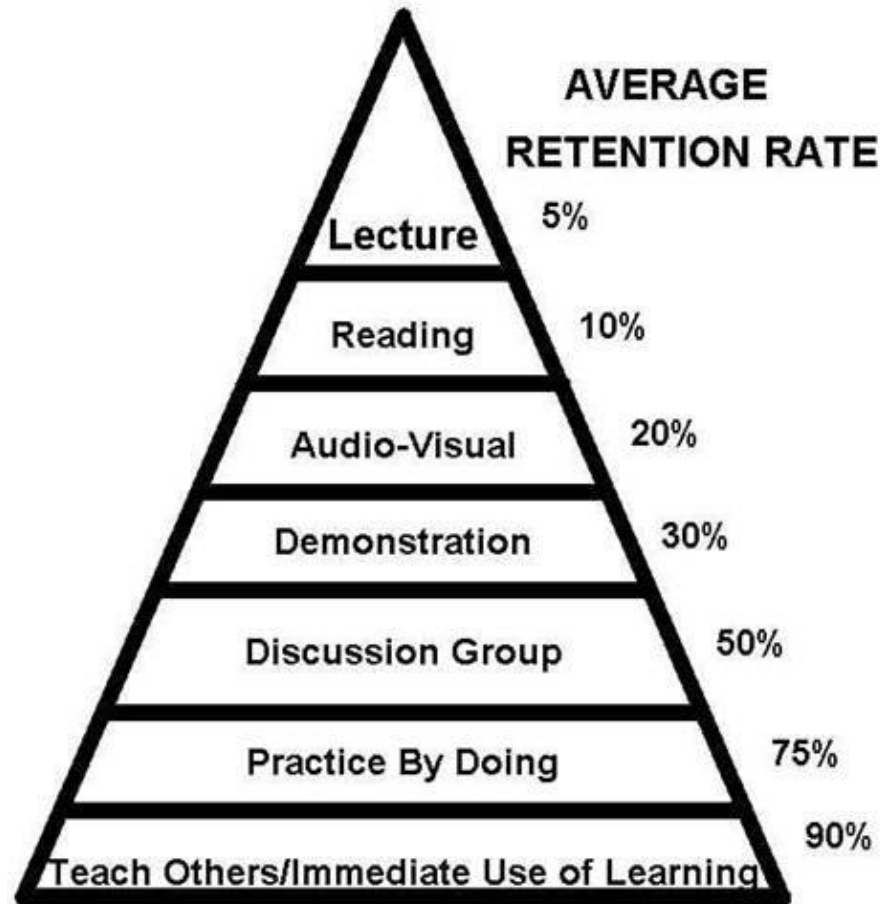 AVERAGE
RETENTION RATE
Lecture
5%
Reading
10%
Audio-Visual
20%
Demonstration
30%
Discussion Group
50%
Practice By Doing
75%
Teach Others/Immediate Use of Learning
90%